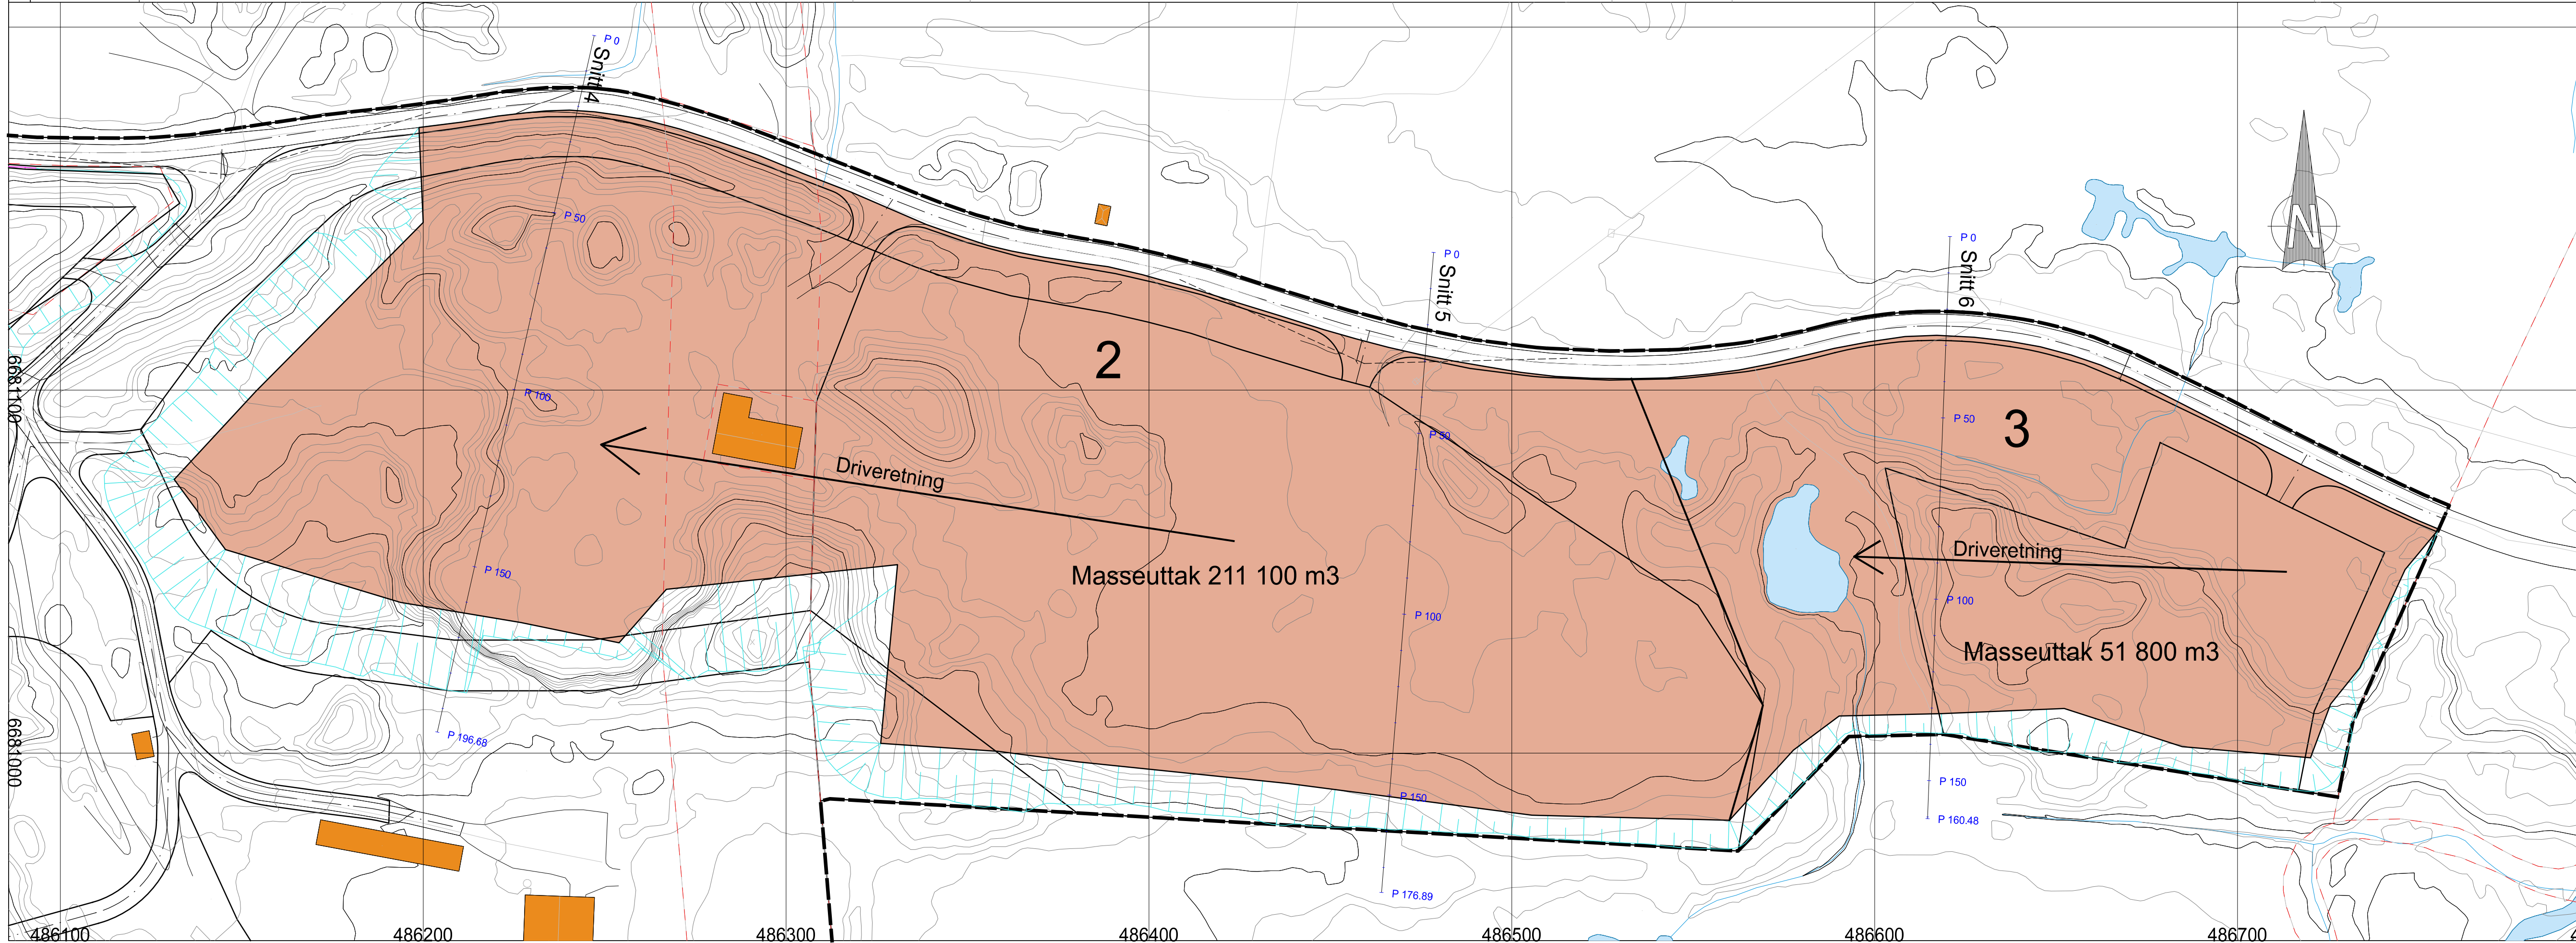 P 0
Snitt 4
P 50
P 100
P 150
P 196.68
P 0
Snitt 5
P 50
P 100
P 150
P 176.89
P 0
Snitt 6
P 50
P 100
P 150
P 160.48
N
2
Driveretning
Masseuttak 211 100 m3
3
Driveretning
Masseuttak 51 800 m3
6681100
6681000
486100
486200
486300
486400
486500
486600
486700